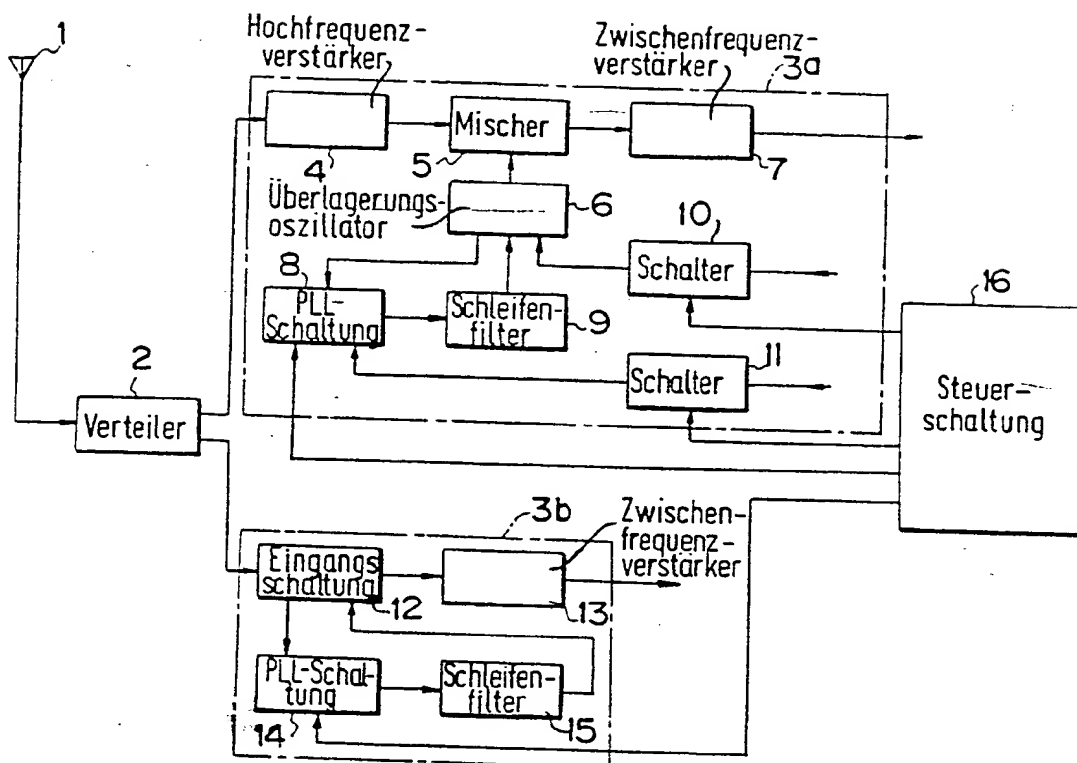 1
Hochfrequenz-
verstärker
Zwischenfrequenz-
verstärker
3a
4
Mischer
5
7
Überlagerungs-
oszillator
6
10
Schalter
8
PLL-
Schaltung
Schleifen-
filter
9
16
11
Schalter
Steuer-
schaltung
2
Verteiler
3b
Zwischen-
frequenz-
verstärker
Eingangs
schaltung
12
13
PLL-Schal-
tung
14
Schleifen-
filter
15